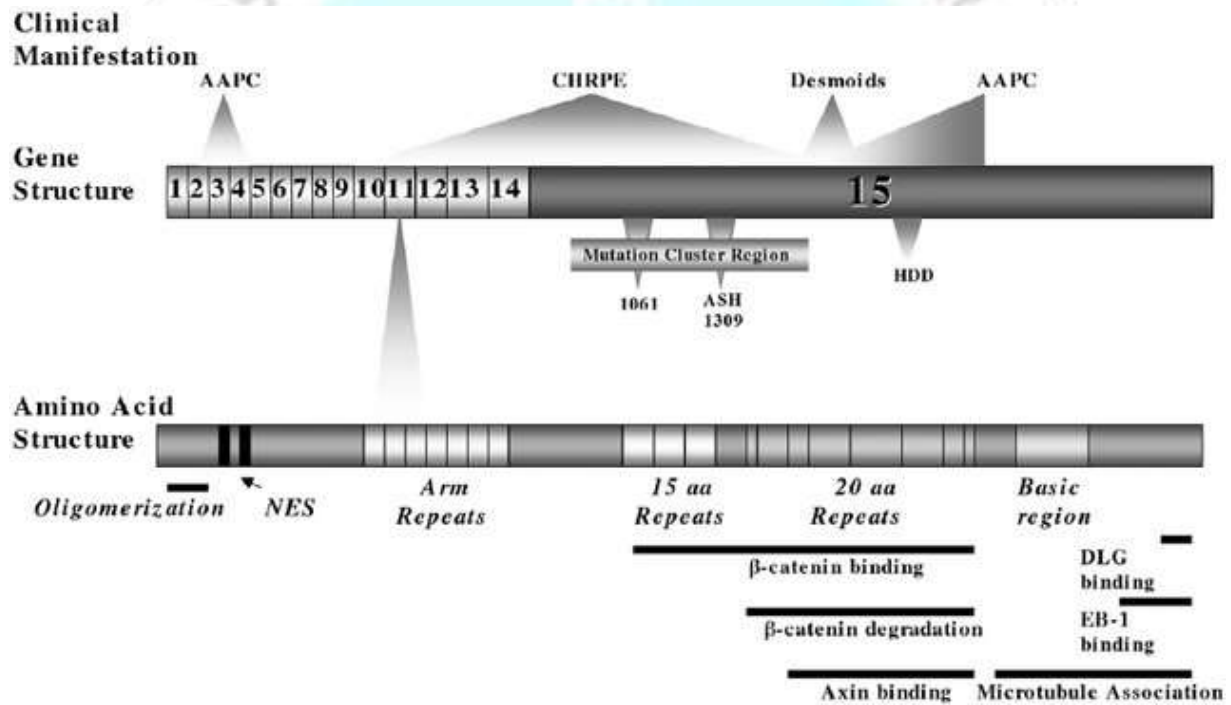 Clinical
Manifestation
AAPC
CHRPE
Desmoids
AAPC
Gene
Structure
1 2 3 4 5 6 7 8 9 10 11 12 13 14 15
Mutation Cluster Region
HDD
1061
ASH
1309
Amino Acid
Structure
Oligomerization
NES
Arm
Repeats
15 aa
Repeats
20 aa
Repeats
Basic
region
β-catenin binding
DLG
binding
β-catenin degradation
EB-1
binding
Axin binding
Microtubule Association